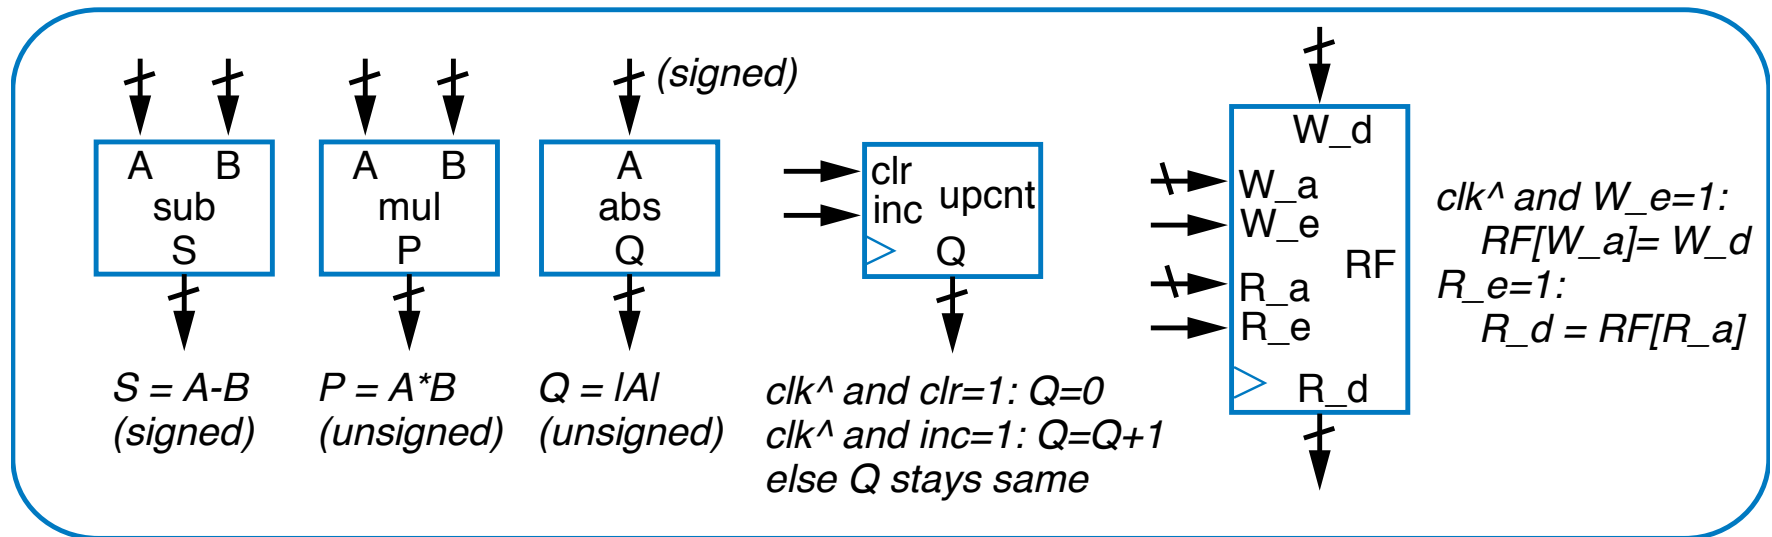 A B
sub
S
S = A-B
(signed)
A B
mul
P
P = A*B
(unsigned)
(signed)
A
abs
Q
Q = |A|
(unsigned)
clr
inc upcnt
Q
clk^ and clr=1: Q=0
clk^ and inc=1: Q=Q+1
else Q stays same
W_d
W_a
W_e
RF
R_a
R_e
R_d
clk^ and W_e=1:
RF[W_a]= W_d
R_e=1:
R_d = RF[R_a]